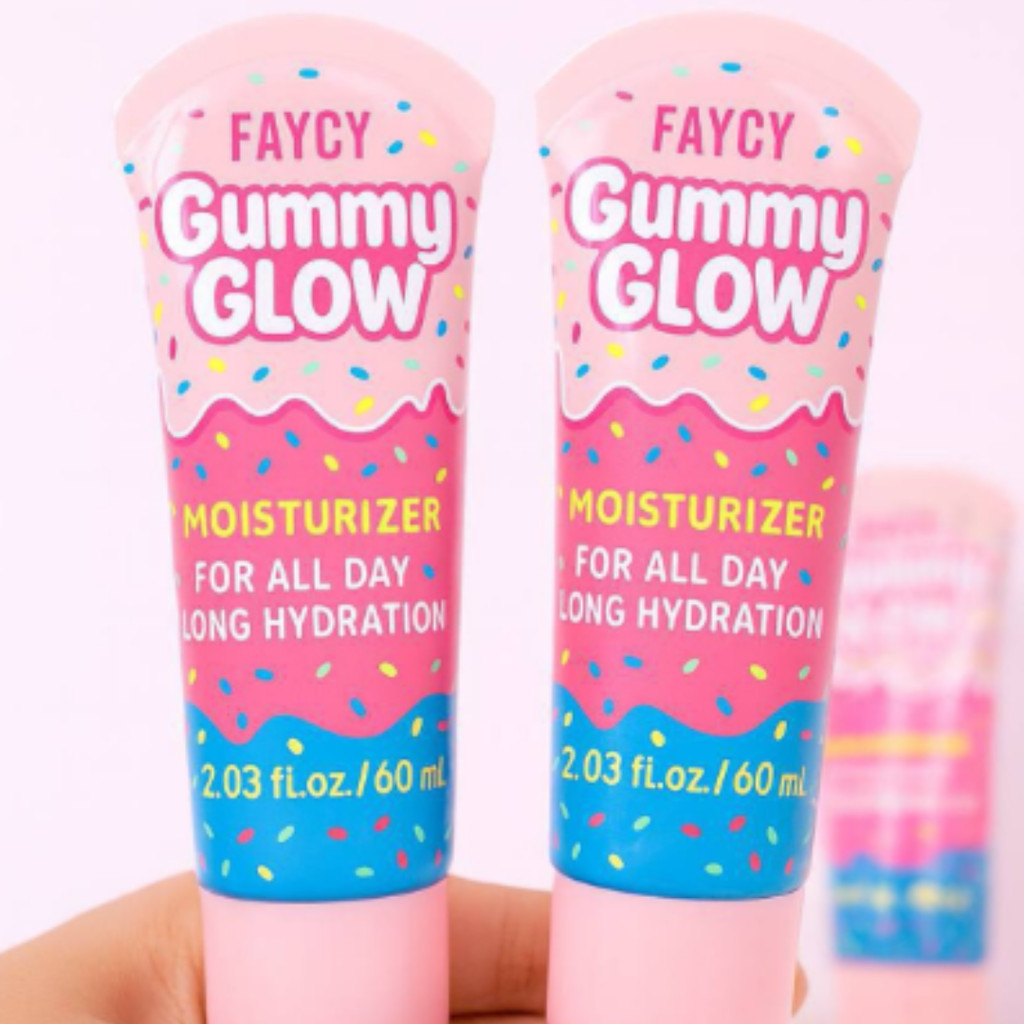 FAYCY
Gummy
GLOW
MOISTURIZER
FOR ALL DAY
LONG HYDRATION
2.03 fl.oz./60 mL
FAYCY
Gummy
GLOW
MOISTURIZER
FOR ALL DAY
LONG HYDRATION
2.03 fl.oz./60 mL